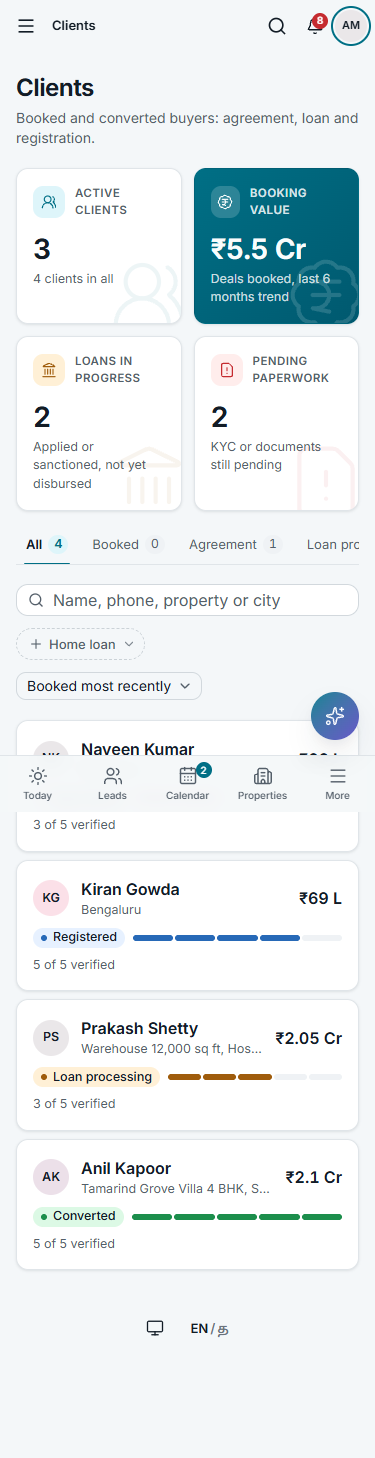 Clients
8
AM
Clients
Booked and converted buyers: agreement, loan and
registration.
ACTIVE
CLIENTS
3
4 clients in all
BOOKING
VALUE
₹5.5 Cr
Deals booked, last 6
months trend
LOANS IN
PROGRESS
2
Applied or
sanctioned, not yet
disbursed
PENDING
PAPERWORK
2
KYC or documents
still pending
All 4 Booked 0 Agreement 1 Loan pro
Name, phone, property or city
Home loan
Booked most recently
Naveen Kumar
Today
Leads
Calendar 2
Properties
More
3 of 5 verified
KG
Kiran Gowda
₹69 L
Bengaluru
Registered
5 of 5 verified
PS
Prakash Shetty
₹2.05 Cr
Warehouse 12,000 sq ft, Hos...
Loan processing
3 of 5 verified
AK
Anil Kapoor
₹2.1 Cr
Tamarind Grove Villa 4 BHK, S...
Converted
5 of 5 verified
EN / த